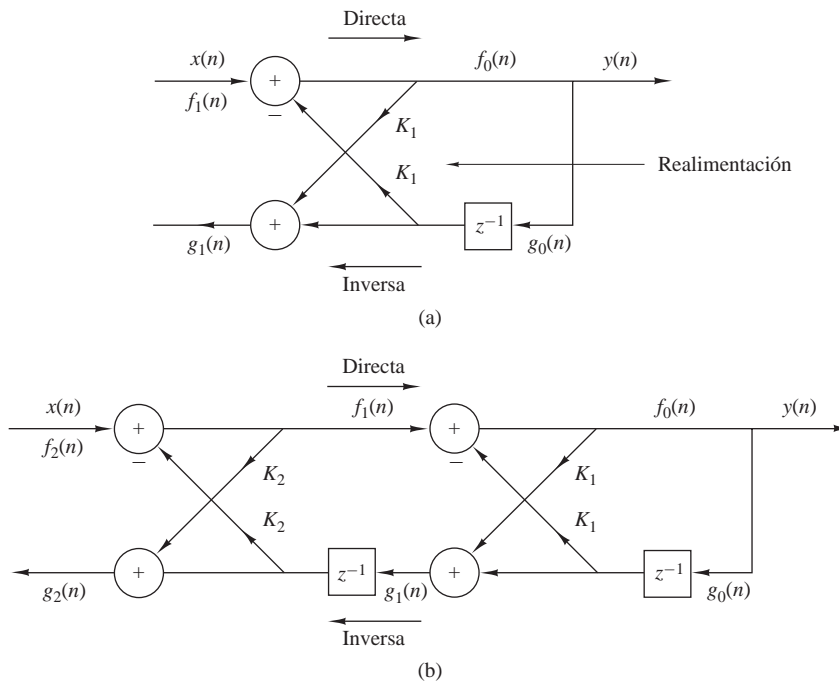 Directa
x(n) f₀(n) y(n)
+
f₁(n)
−
K₁
K₁
Realimentación
+ z⁻¹
g₁(n) g₀(n)
Inversa
(a)
Directa
x(n) f₁(n) f₀(n) y(n)
+ +
f₂(n)
− −
K₂ K₁
K₂ K₁
+ z⁻¹ + z⁻¹
g₂(n) g₁(n) g₀(n)
Inversa
(b)